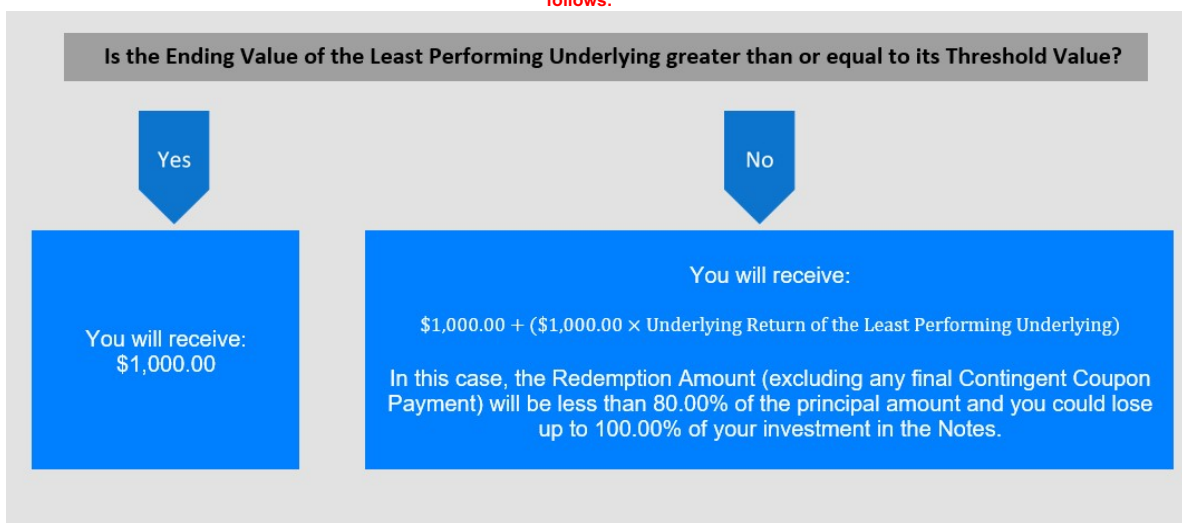 follows:
Is the Ending Value of the Least Performing Underlying greater than or equal to its Threshold Value?
Yes
No
You will receive:
$1,000.00
You will receive:
$1,000.00 + ($1,000.00 × Underlying Return of the Least Performing Underlying)
In this case, the Redemption Amount (excluding any final Contingent Coupon
Payment) will be less than 80.00% of the principal amount and you could lose
up to 100.00% of your investment in the Notes.